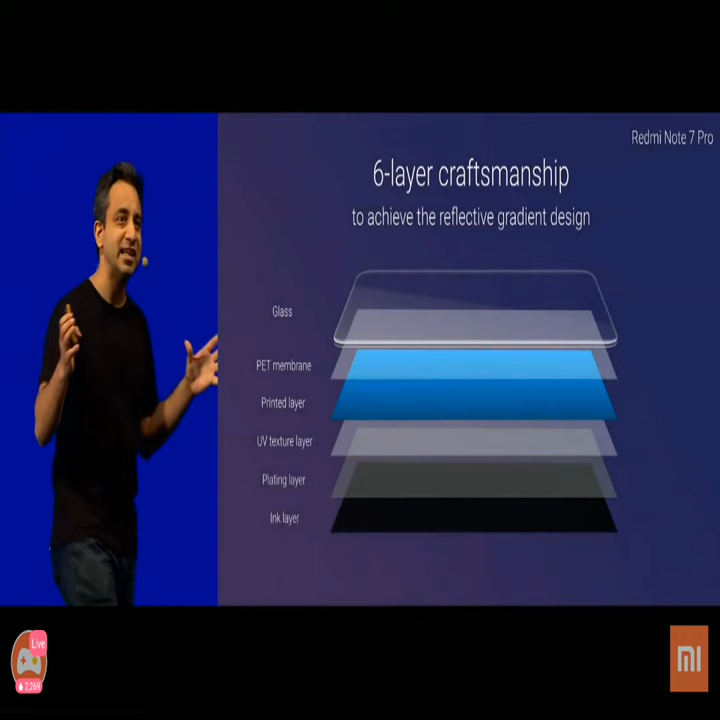 Redmi Note 7 Pro
6-layer craftsmanship
to achieve the reflective gradient design
Glass
PET membrane
Printed layer
UV texture layer
Plating layer
Ink layer
Live
2,269
MI